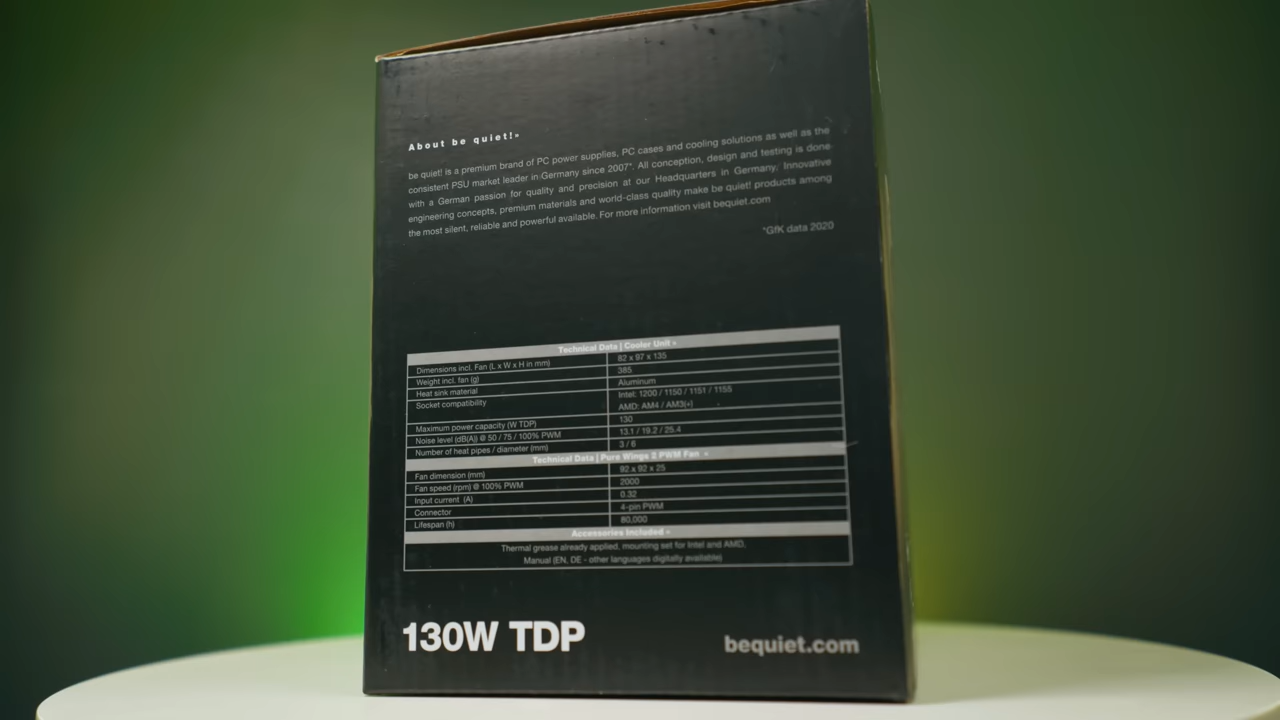 About be quiet!»
be quiet! is a premium brand of PC power supplies, PC cases and cooling solutions as well as the
consistent PSU market leader in Germany since 2007*. All conception, design and testing is done
with a German passion for quality and precision at our Headquarters in Germany. Innovative
engineering concepts, premium materials and world-class quality make be quiet! products among
the most silent, reliable and powerful available. For more information visit bequiet.com
*GfK data 2020
Technical Data | Cooler Unit »
Dimensions incl. Fan (L x W x H in mm) 82 x 97 x 135
Weight incl. fan (g) 385
Heat sink material Aluminum
Socket compatibility Intel: 1200 / 1150 / 1151 / 1155
AMD: AM4 / AM3(+)
Maximum power capacity (W TDP) 130
Noise level (dB(A)) @ 50 / 75 / 100% PWM 13.1 / 19.2 / 25.4
Number of heat pipes / diameter (mm) 3 / 6
Technical Data | Pure Wings 2 PWM Fan »
Fan dimension (mm) 92 x 92 x 25
Fan speed (rpm) @ 100% PWM 2000
Input current (A) 0.32
Connector 4-pin PWM
Lifespan (h) 80,000
Accessories Included »
Thermal grease already applied, mounting set for Intel and AMD,
Manual (EN, DE - other languages digitally available)
130W TDP
bequiet.com